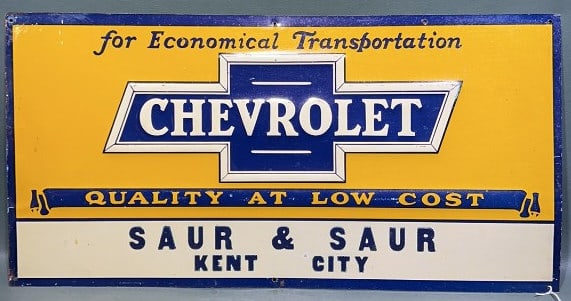 for Economical Transportation
CHEVROLET
QUALITY AT LOW COST
SAUR & SAUR
KENT CITY